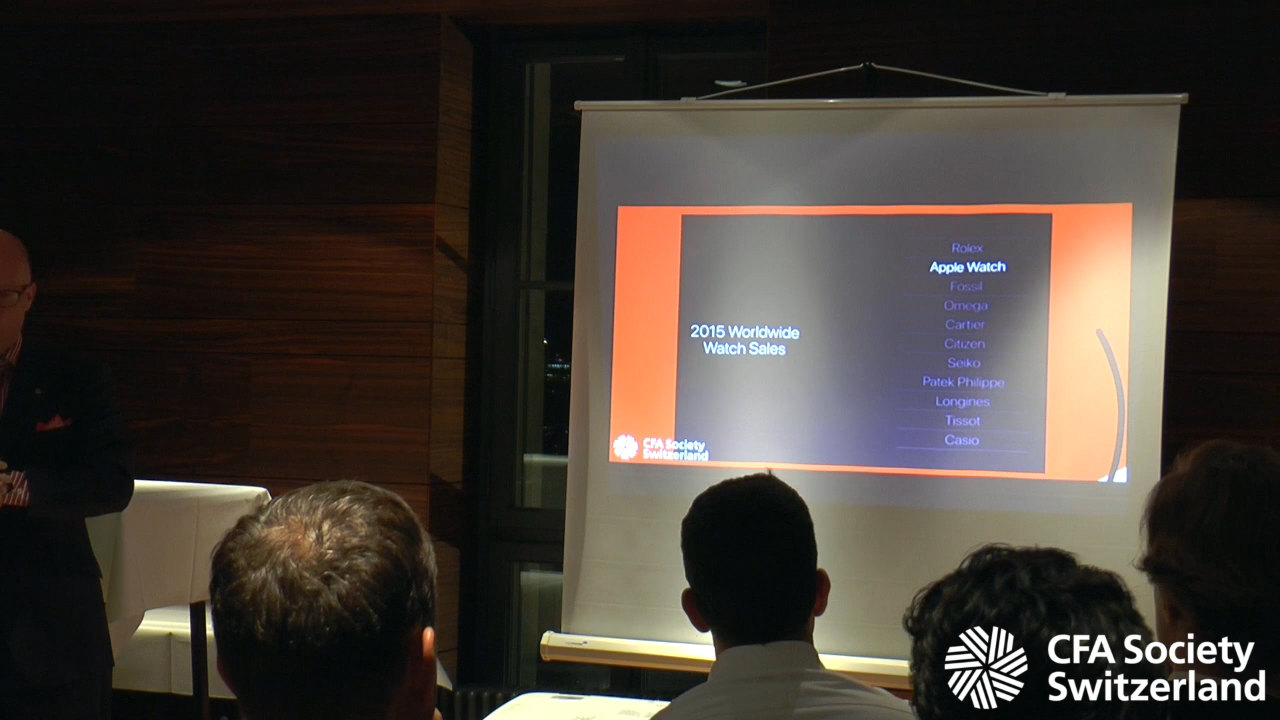 Rolex
Apple Watch
Fossil
Omega
Cartier
Citizen
Seiko
Patek Philippe
Longines
Tissot
Casio
2015 Worldwide
Watch Sales
CFA Society
Switzerland
CFA Society
Switzerland